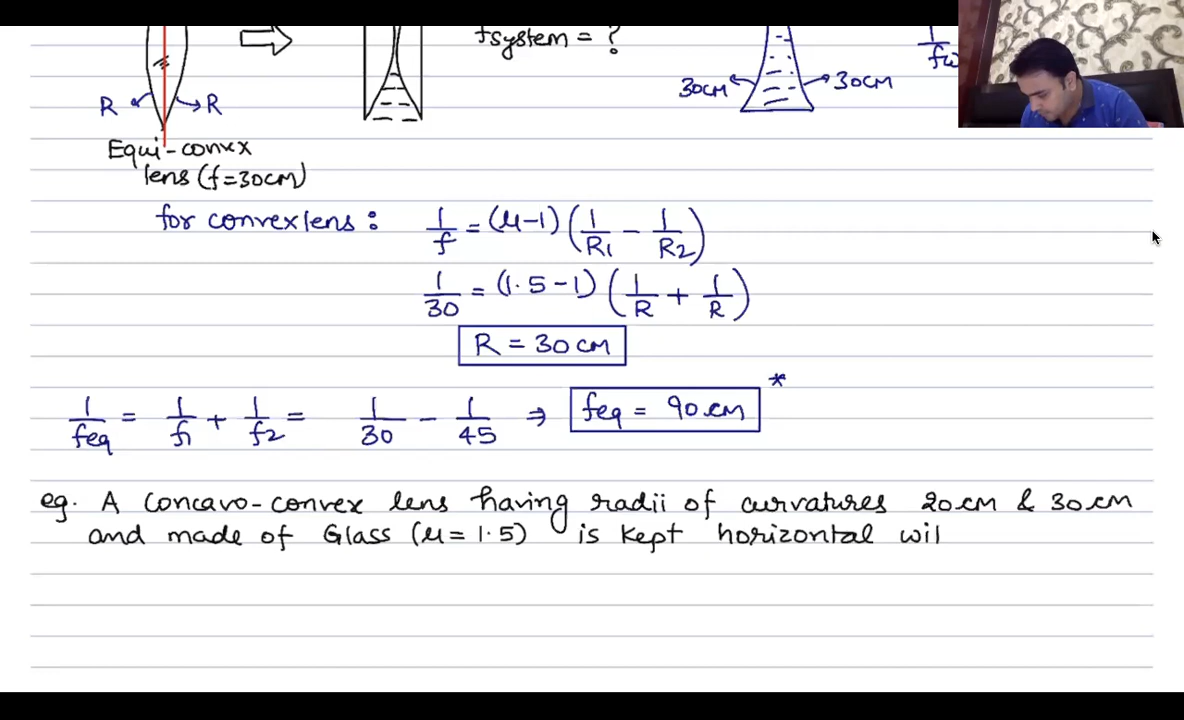 fsystem = ?
1/fw
R R
30cm 30cm
Equi-convex
lens (f=30cm)
for convex lens : 1/f = (μ-1) (1/R1 - 1/R2)
1/30 = (1.5-1) (1/R + 1/R)
R = 30 cm
1/feq = 1/f1 + 1/f2 = 1/30 - 1/45 ⇒ feq = 90 cm *
eg. A concavo-convex lens having radii of curvatures 20cm & 30cm
and made of Glass (μ= 1.5) is kept horizontal wil